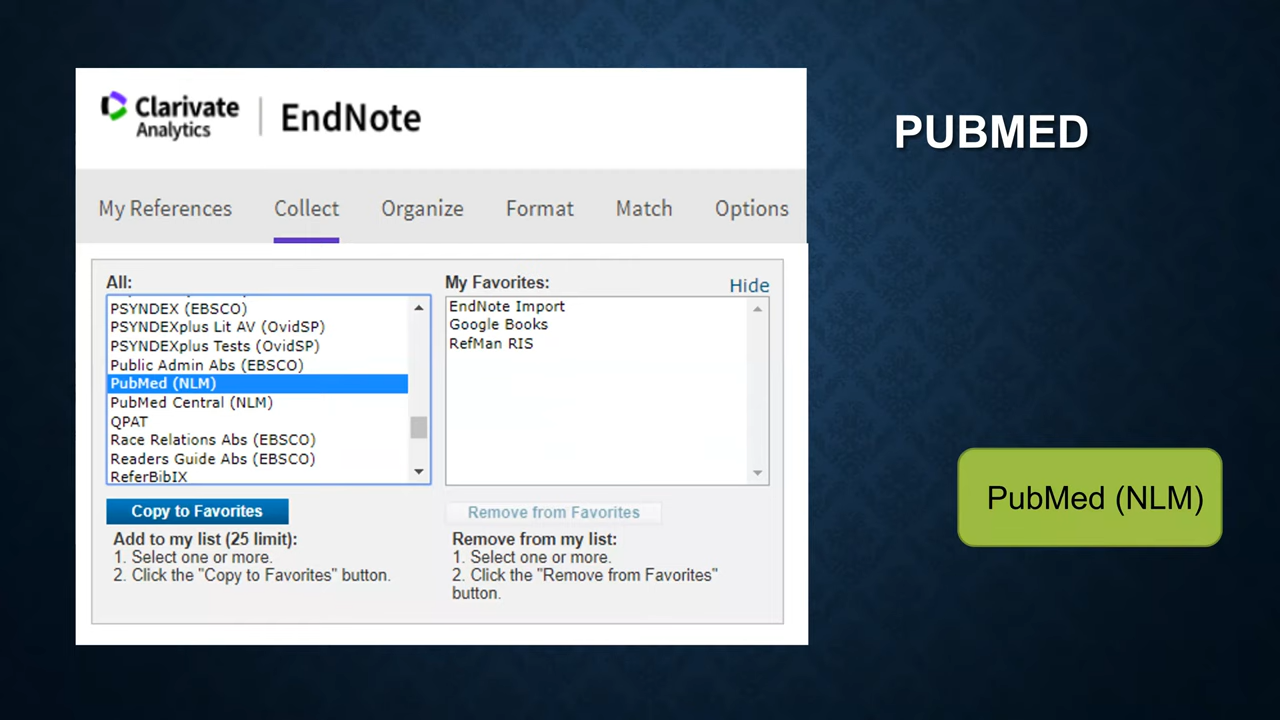 Clarivate
Analytics
EndNote
PUBMED
My References Collect Organize Format Match Options
All:
PSYNDEX (EBSCO)
PSYNDEXplus Lit AV (OvidSP)
PSYNDEXplus Tests (OvidSP)
Public Admin Abs (EBSCO)
PubMed (NLM)
PubMed Central (NLM)
QPAT
Race Relations Abs (EBSCO)
Readers Guide Abs (EBSCO)
ReferBibIX
Copy to Favorites
Add to my list (25 limit):
1. Select one or more.
2. Click the "Copy to Favorites" button.
My Favorites:
Hide
EndNote Import
Google Books
RefMan RIS
Remove from Favorites
Remove from my list:
1. Select one or more.
2. Click the "Remove from Favorites"
button.
PubMed (NLM)